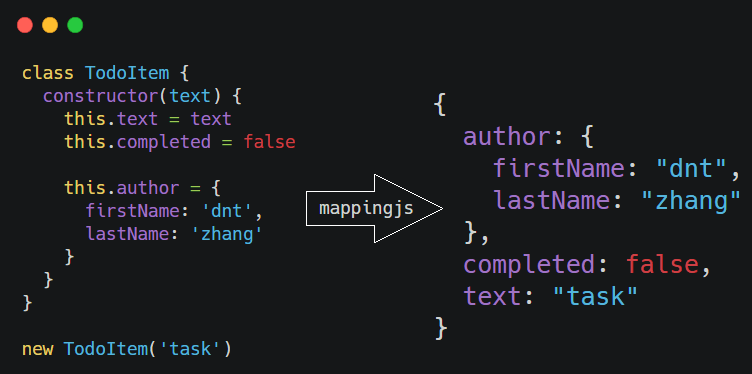 class TodoItem {
  constructor(text) {
    this.text = text
    this.completed = false

    this.author = {
      firstName: 'dnt',
      lastName: 'zhang'
    }
  }
}

new TodoItem('task')
mappingjs
{
  author: {
    firstName: "dnt",
    lastName: "zhang"
  },
  completed: false,
  text: "task"
}